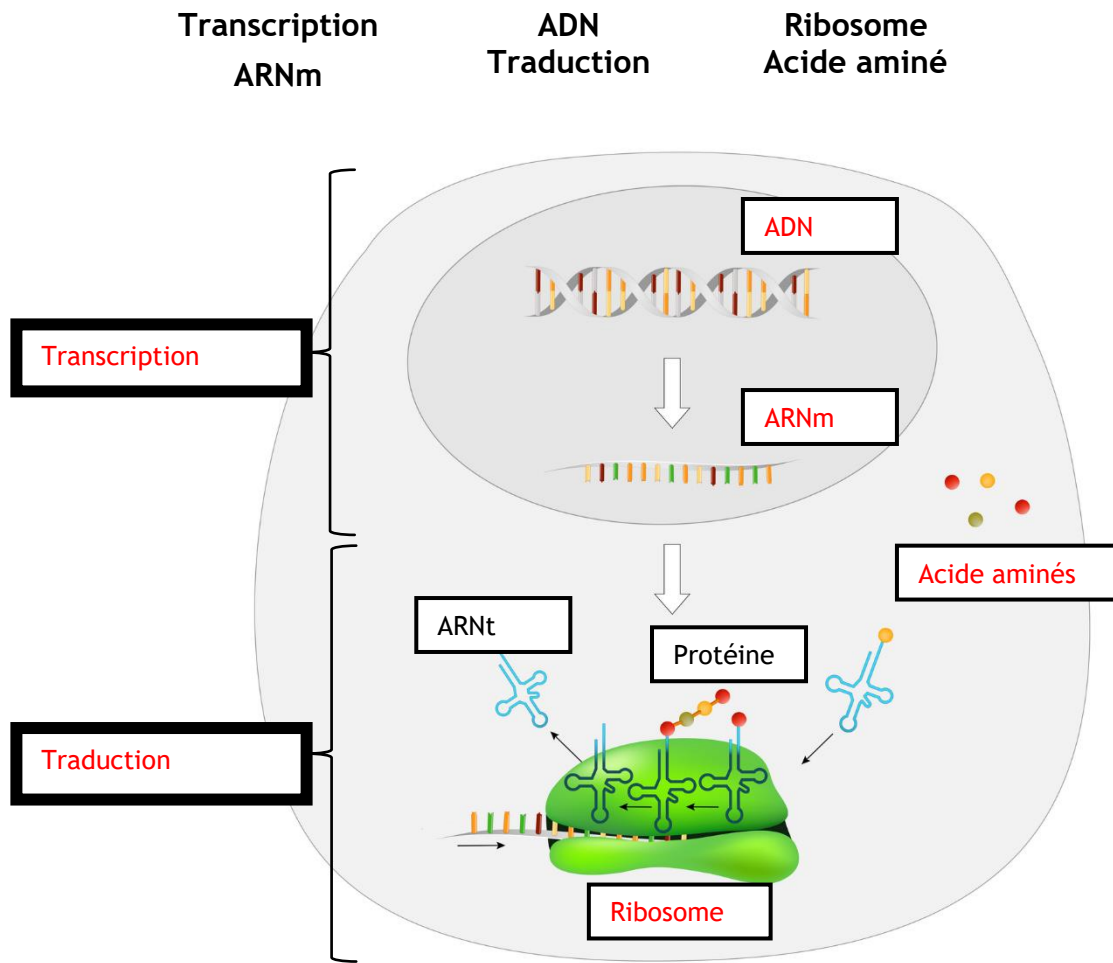 Transcription ADN Ribosome
ARNm Traduction Acide aminé
ADN
Transcription
ARNm
Acide aminés
ARNt
Protéine
Traduction
Ribosome